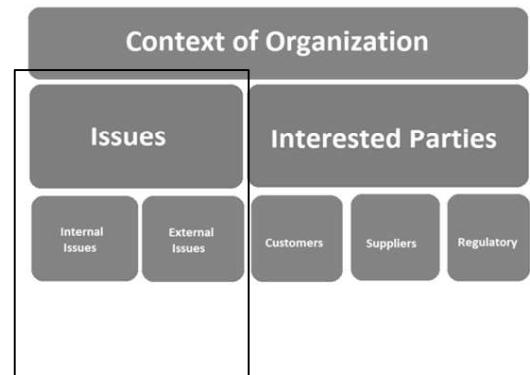 Context of Organization
Issues
Interested Parties
Internal
Issues
External
Issues
Customers
Suppliers
Regulatory